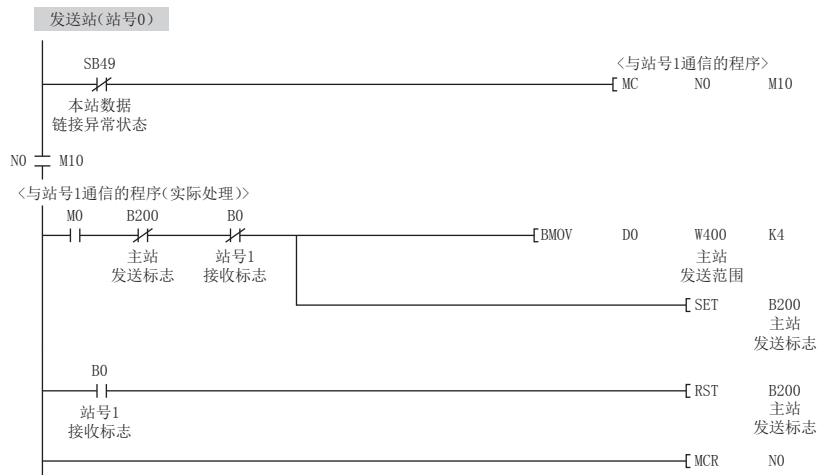 发送站(站号0)
SB49
<与站号1通信的程序>
MC N0 M10
本站数据
链接异常状态
N0 M10
<与站号1通信的程序(实际处理)>
M0 B200 B0
BMOV D0 W400 K4
主站 站号1 主站
发送标志 接收标志 发送范围
SET B200
主站
发送标志
B0
RST B200
站号1 主站
接收标志 发送标志
MCR N0